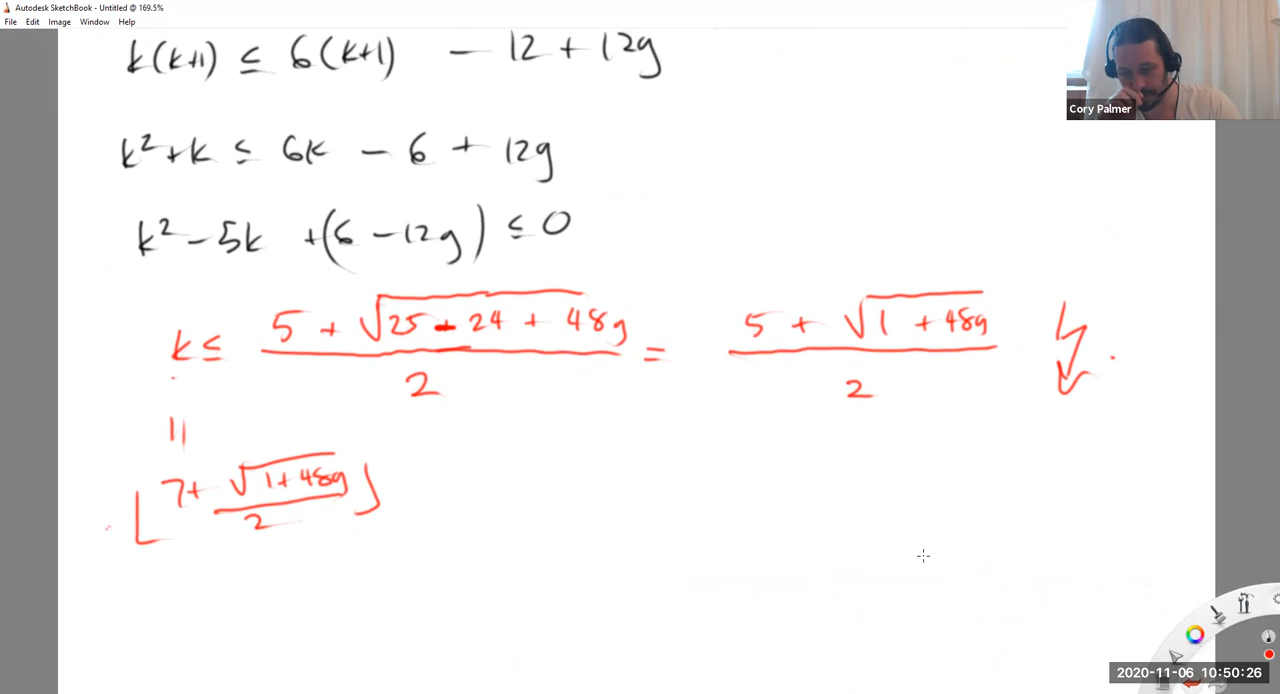 Autodesk SketchBook - Untitled @ 169.5%
File Edit Image Window Help
k(k+1) ≤ 6(k+1) - 12 + 12g
Cory Palmer
k² + k ≤ 6k - 6 + 12g
k² - 5k + (6 - 12g) ≤ 0
k ≤ (5 + √(25 - 24 + 48g))/2 = (5 + √(1 + 48g))/2 ↯.
||
⌊7 + √(1 + 48g)/2⌋
2020-11-06 10:50:26